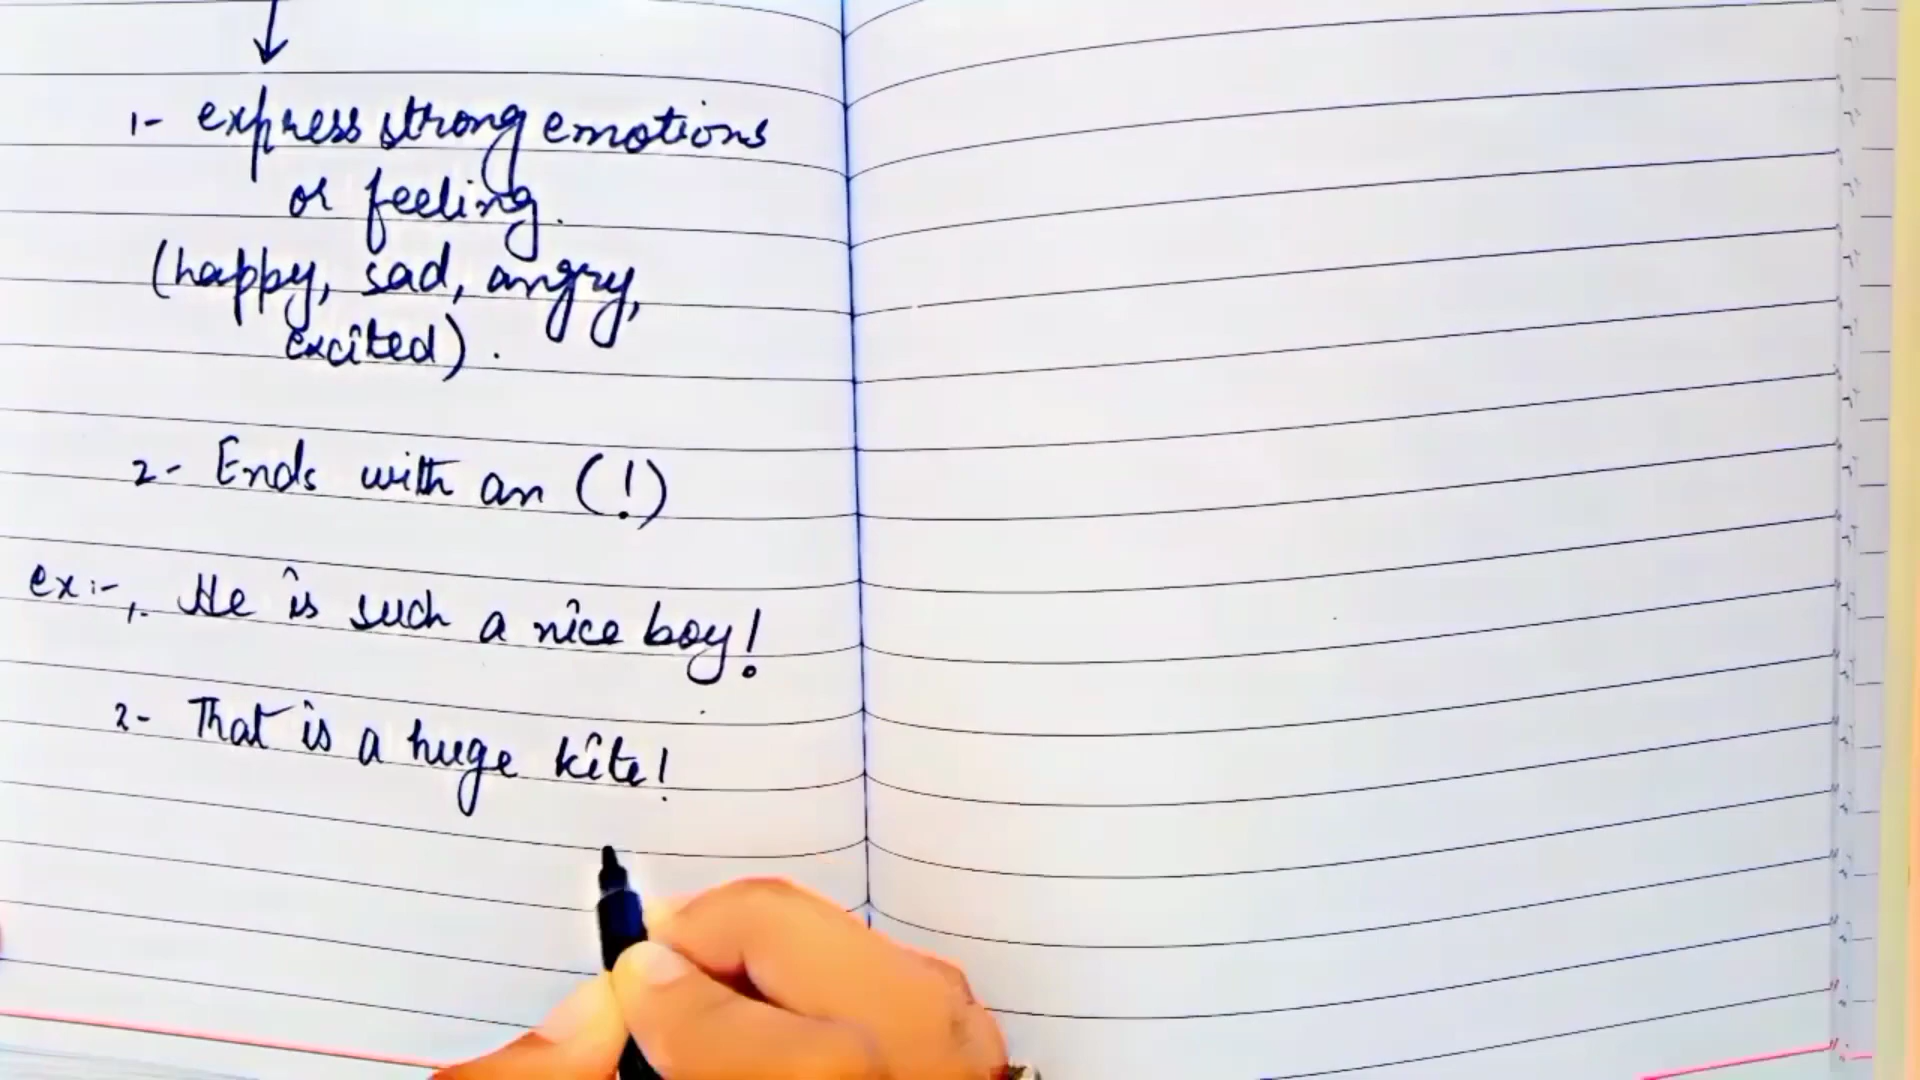 1- express strong emotions
or feeling.
(happy, sad, angry,
excited).
2- Ends with an (!)
ex:- 1. He is such a nice boy!
2- That is a huge kite!